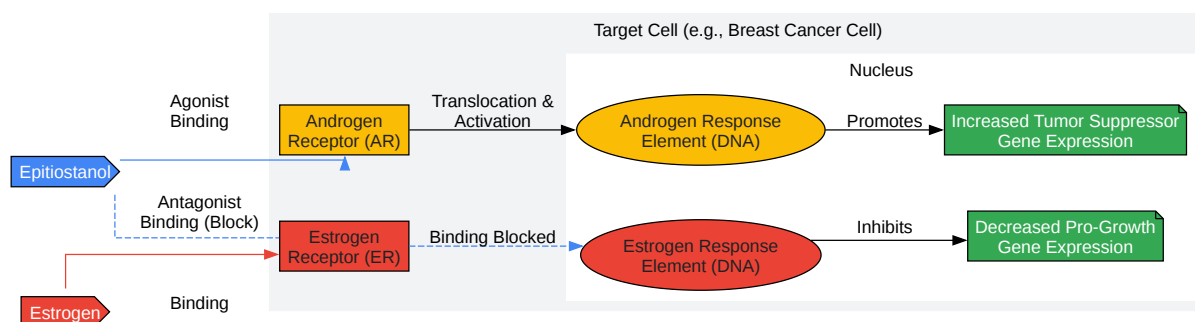 Target Cell (e.g., Breast Cancer Cell)
Nucleus
Agonist
Binding
Androgen
Receptor (AR)
Translocation &
Activation
Androgen Response
Element (DNA)
Promotes
Increased Tumor Suppressor
Gene Expression
Epitiostanol
Antagonist
Binding (Block)
Estrogen
Receptor (ER)
Binding Blocked
Estrogen Response
Element (DNA)
Inhibits
Decreased Pro-Growth
Gene Expression
Estrogen
Binding